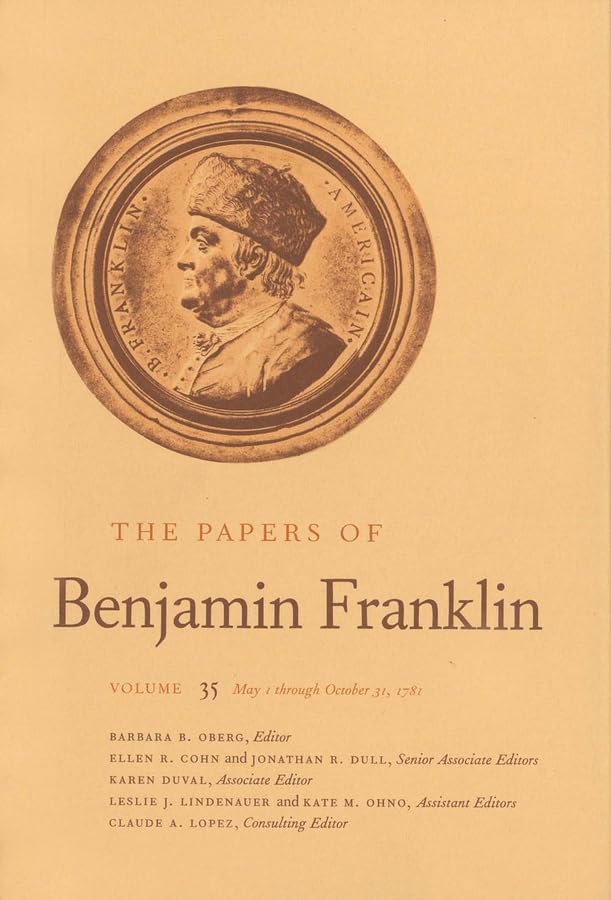 ·B·FRANKLIN·
·AMERICAIN·
THE PAPERS OF
Benjamin Franklin
VOLUME 35 May 1 through October 31, 1781
BARBARA B. OBERG, Editor
ELLEN R. COHN and JONATHAN R. DULL, Senior Associate Editors
KAREN DUVAL, Associate Editor
LESLIE J. LINDENAUER and KATE M. OHNO, Assistant Editors
CLAUDE A. LOPEZ, Consulting Editor